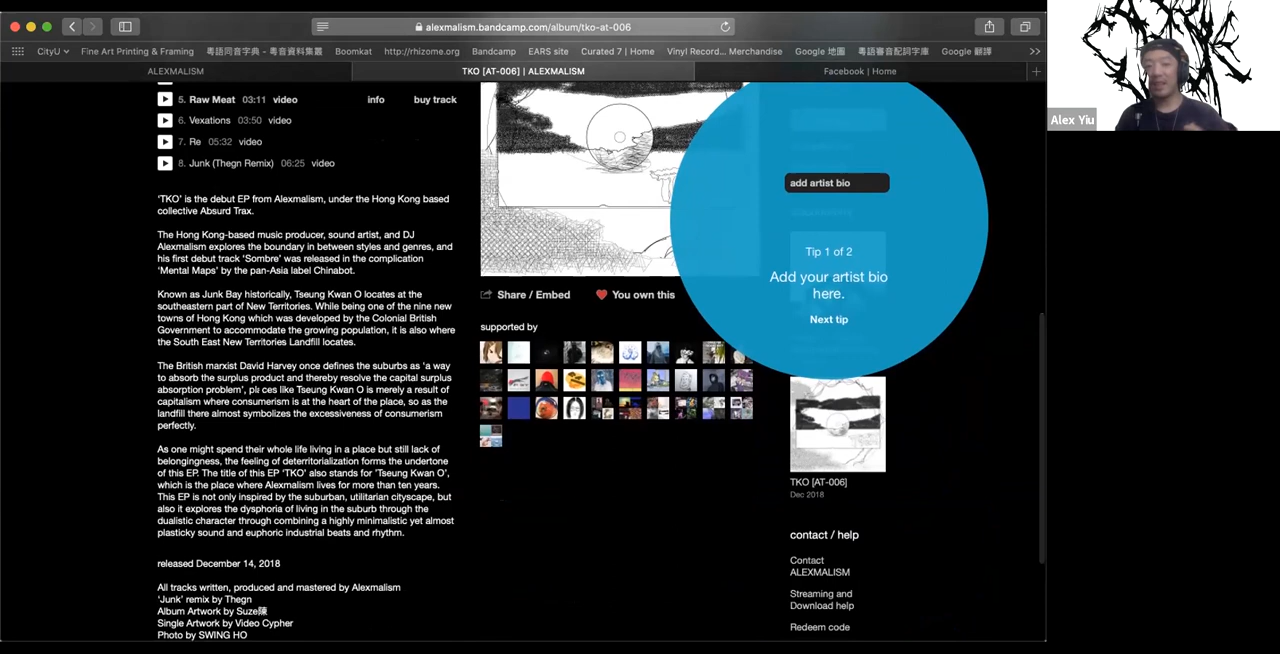 alexmalism.bandcamp.com/album/tko-at-006
CityU
Fine Art Printing & Framing
粵語同音字典 - 粵音資料集叢
Boomkat
http://rhizome.org
Bandcamp
EARS site
Curated 7 | Home
Vinyl Record... Merchandise
Google 地圖
粵語審音配詞字庫
Google 翻譯
ALEXMALISM
TKO [AT-006] | ALEXMALISM
Facebook | Home
Alex Yiu
5. Raw Meat 03:11 video info buy track
6. Vexations 03:50 video
7. Re 05:32 video
8. Junk (Thegn Remix) 06:25 video
'TKO' is the debut EP from Alexmalism, under the Hong Kong based
collective Absurd Trax.
The Hong Kong-based music producer, sound artist, and DJ
Alexmalism explores the boundary in between styles and genres, and
his first debut track 'Sombre' was released in the complication
'Mental Maps' by the pan-Asia label Chinabot.
Known as Junk Bay historically, Tseung Kwan O locates at the
southeastern part of New Territories. While being one of the nine new
towns of Hong Kong which was developed by the Colonial British
Government to accommodate the growing population, it is also where
the South East New Territories Landfill locates.
The British marxist David Harvey once defines the suburbs as 'a way
to absorb the surplus product and thereby resolve the capital surplus
absorption problem', plc ces like Tseung Kwan O is merely a result of
capitalism where consumerism is at the heart of the place, so as the
landfill there almost symbolizes the excessiveness of consumerism
perfectly.
As one might spend their whole life living in a place but still lack of
belongingness, the feeling of deterritorialization forms the undertone
of this EP. The title of this EP 'TKO' also stands for 'Tseung Kwan O',
which is the place where Alexmalism lives for more than ten years.
This EP is not only inspired by the suburban, utilitarian cityscape, but
also it explores the dysphoria of living in the suburb through the
dualistic character through combining a highly minimalistic yet almost
plasticky sound and euphoric industrial beats and rhythm.
released December 14, 2018
All tracks written, produced and mastered by Alexmalism
'Junk' remix by Thegn
Album Artwork by Suze陳
Single Artwork by Video Cypher
Photo by SWING HO
Share / Embed
You own this
supported by
add artist bio
Tip 1 of 2
Add your artist bio
here.
Next tip
TKO [AT-006]
Dec 2018
contact / help
Contact
ALEXMALISM
Streaming and
Download help
Redeem code